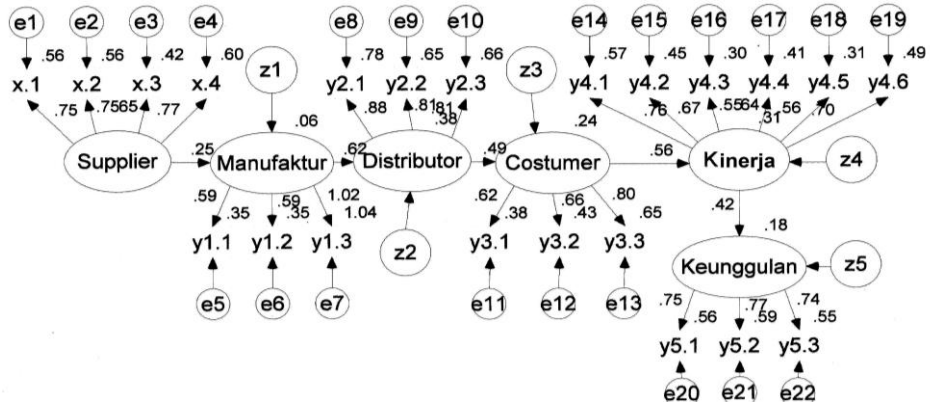 e1 e2 e3 e4 e8 e9 e10 e14 e15 e16 e17 e18 e19
.56 .56 .42 .60 .78 .65 .66 .57 .45 .30 .41 .31 .49
x.1 x.2 x.3 x.4 z1 y2.1 y2.2 y2.3 z3 y4.1 y4.2 y4.3 y4.4 y4.5 y4.6
.75 .75 .65 .77 .88 .81 .81 .76 .67 .55 .64 .56 .70
.06 .38 .24 .31
Supplier .25 Manufaktur .62 Distributor .49 Costumer .56 Kinerja z4
.59 .59 1.02 .62 .66 .80 .42
.35 .35 1.04 .38 .43 .65 .18
y1.1 y1.2 y1.3 z2 y3.1 y3.2 y3.3 Keunggulan z5
e5 e6 e7 e11 e12 e13 .75 .77 .74
.56 .59 .55
y5.1 y5.2 y5.3
e20 e21 e22